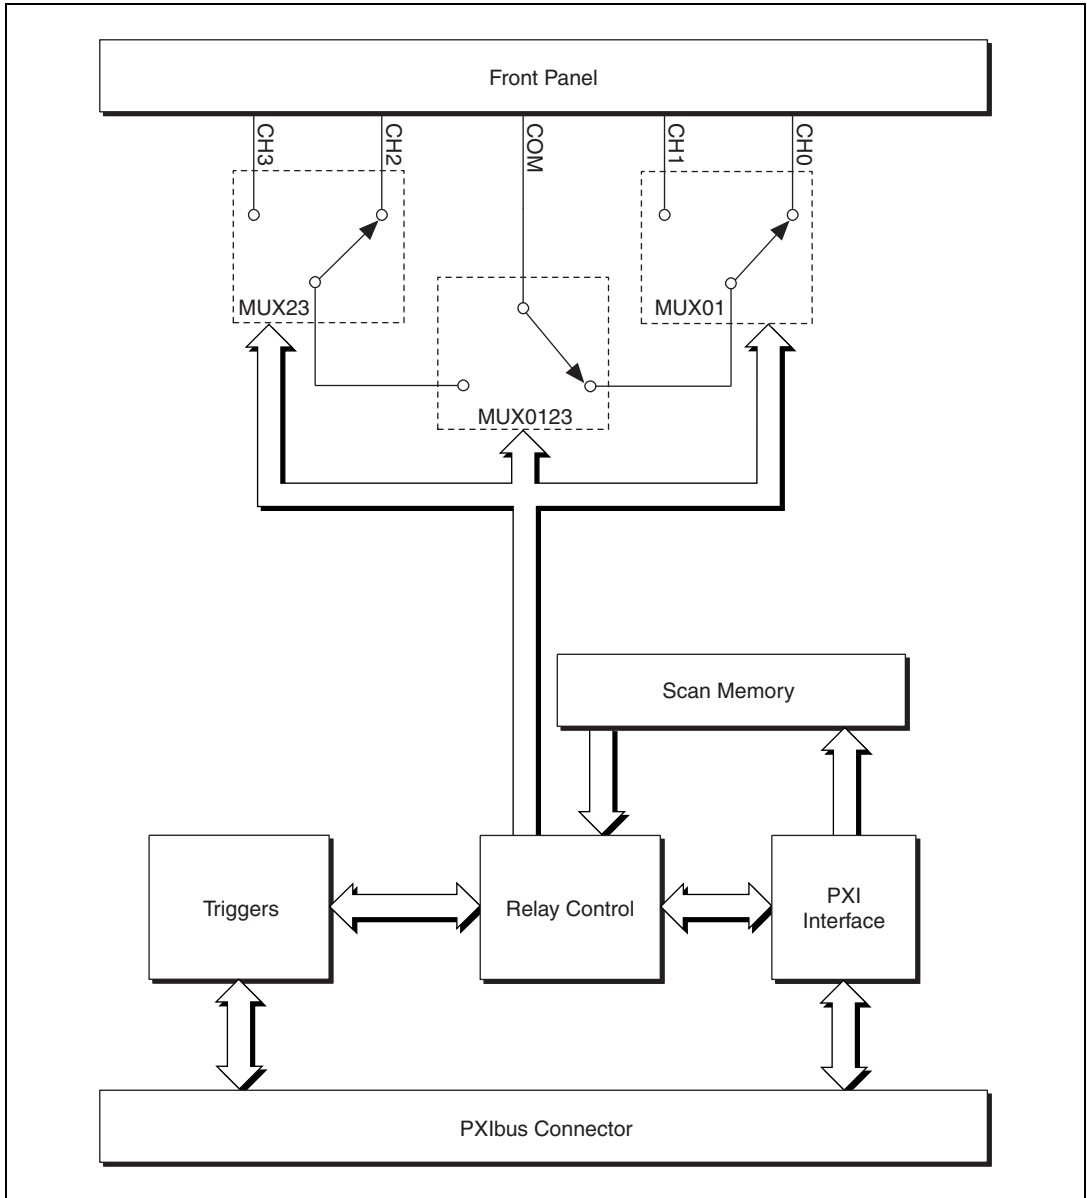 Front Panel
CH3
CH2
COM
CH1
CH0
MUX23
MUX01
MUX0123
Scan Memory
Triggers
Relay Control
PXI
Interface
PXIbus Connector